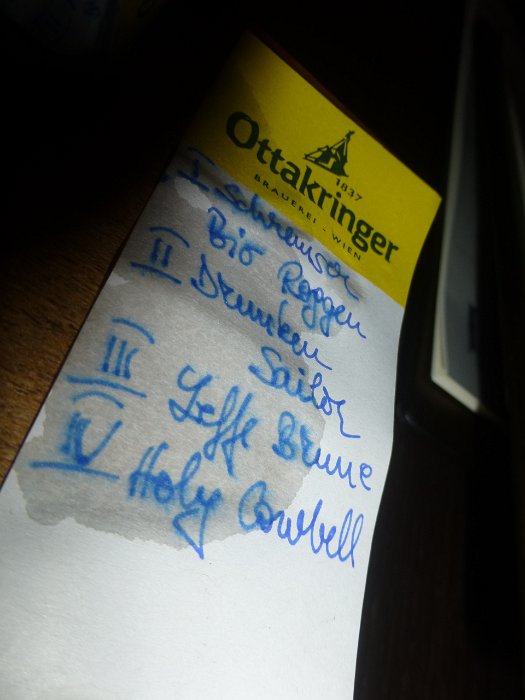 Ottakringer
1837
BRAUEREI - WIEN
I Schremser
Bio Roggen
II Drunken
Sailor
III Leffe Brune
IV Holy Cowbell